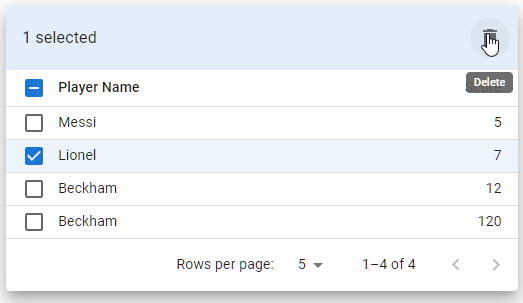 1 selected
Player Name
Delete
Messi 5
Lionel 7
Beckham 12
Beckham 120
Rows per page: 5 1–4 of 4